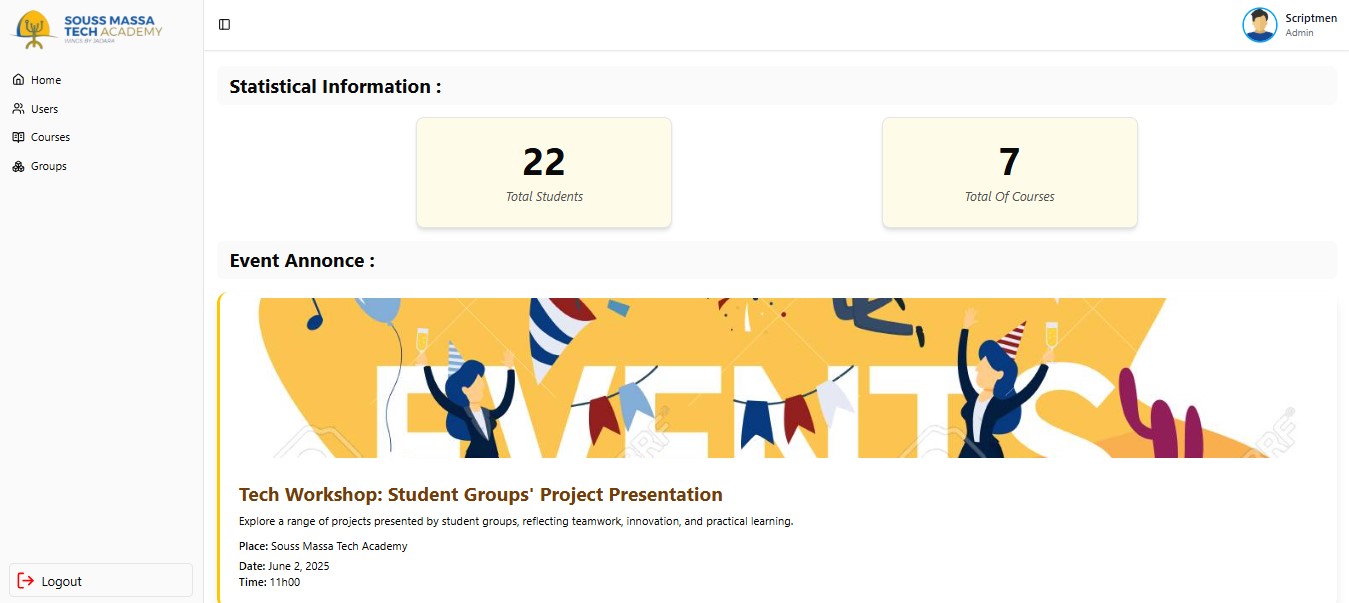 SOUSS MASSA
TECH ACADEMY
WINGS BY JADARA
Home
Users
Courses
Groups
Logout
Scriptmen
Admin
Statistical Information :
22
Total Students
7
Total Of Courses
Event Annonce :
EVENTS
Tech Workshop: Student Groups' Project Presentation
Explore a range of projects presented by student groups, reflecting teamwork, innovation, and practical learning.
Place: Souss Massa Tech Academy
Date: June 2, 2025
Time: 11h00